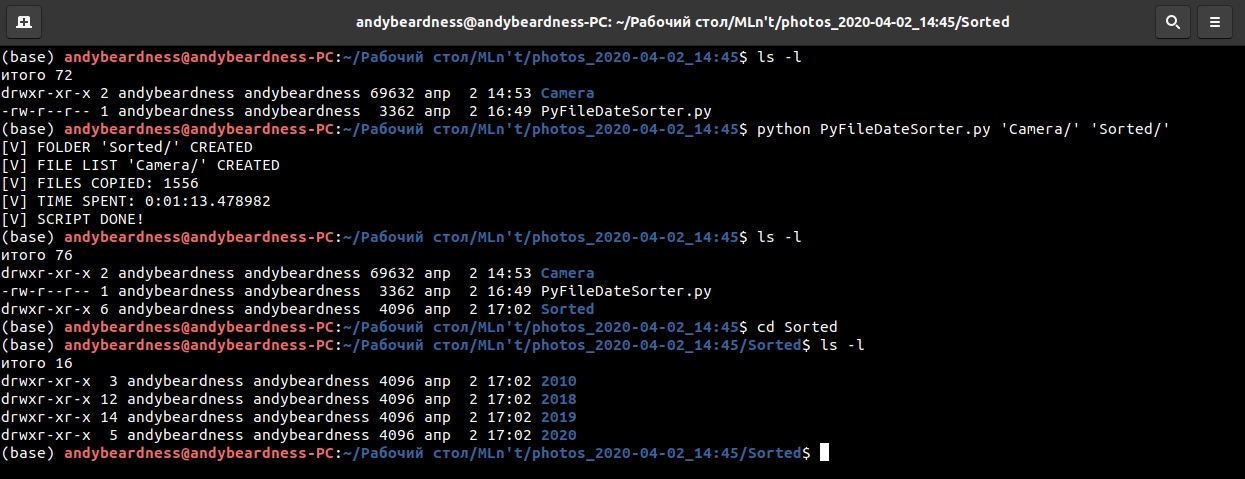 andybeardness@andybeardness-PC: ~/Рабочий стол/MLn't/photos_2020-04-02_14:45/Sorted
(base) andybeardness@andybeardness-PC:~/Рабочий стол/MLn't/photos_2020-04-02_14:45$ ls -l
итого 72
drwxr-xr-x 2 andybeardness andybeardness 69632 апр  2 14:53 Camera
-rw-r--r-- 1 andybeardness andybeardness  3362 апр  2 16:49 PyFileDateSorter.py
(base) andybeardness@andybeardness-PC:~/Рабочий стол/MLn't/photos_2020-04-02_14:45$ python PyFileDateSorter.py 'Camera/' 'Sorted/'
[V] FOLDER 'Sorted/' CREATED
[V] FILE LIST 'Camera/' CREATED
[V] FILES COPIED: 1556
[V] TIME SPENT: 0:01:13.478982
[V] SCRIPT DONE!
(base) andybeardness@andybeardness-PC:~/Рабочий стол/MLn't/photos_2020-04-02_14:45$ ls -l
итого 76
drwxr-xr-x 2 andybeardness andybeardness 69632 апр  2 14:53 Camera
-rw-r--r-- 1 andybeardness andybeardness  3362 апр  2 16:49 PyFileDateSorter.py
drwxr-xr-x 6 andybeardness andybeardness  4096 апр  2 17:02 Sorted
(base) andybeardness@andybeardness-PC:~/Рабочий стол/MLn't/photos_2020-04-02_14:45$ cd Sorted
(base) andybeardness@andybeardness-PC:~/Рабочий стол/MLn't/photos_2020-04-02_14:45/Sorted$ ls -l
итого 16
drwxr-xr-x  3 andybeardness andybeardness 4096 апр  2 17:02 2010
drwxr-xr-x 12 andybeardness andybeardness 4096 апр  2 17:02 2018
drwxr-xr-x 14 andybeardness andybeardness 4096 апр  2 17:02 2019
drwxr-xr-x  5 andybeardness andybeardness 4096 апр  2 17:02 2020
(base) andybeardness@andybeardness-PC:~/Рабочий стол/MLn't/photos_2020-04-02_14:45/Sorted$